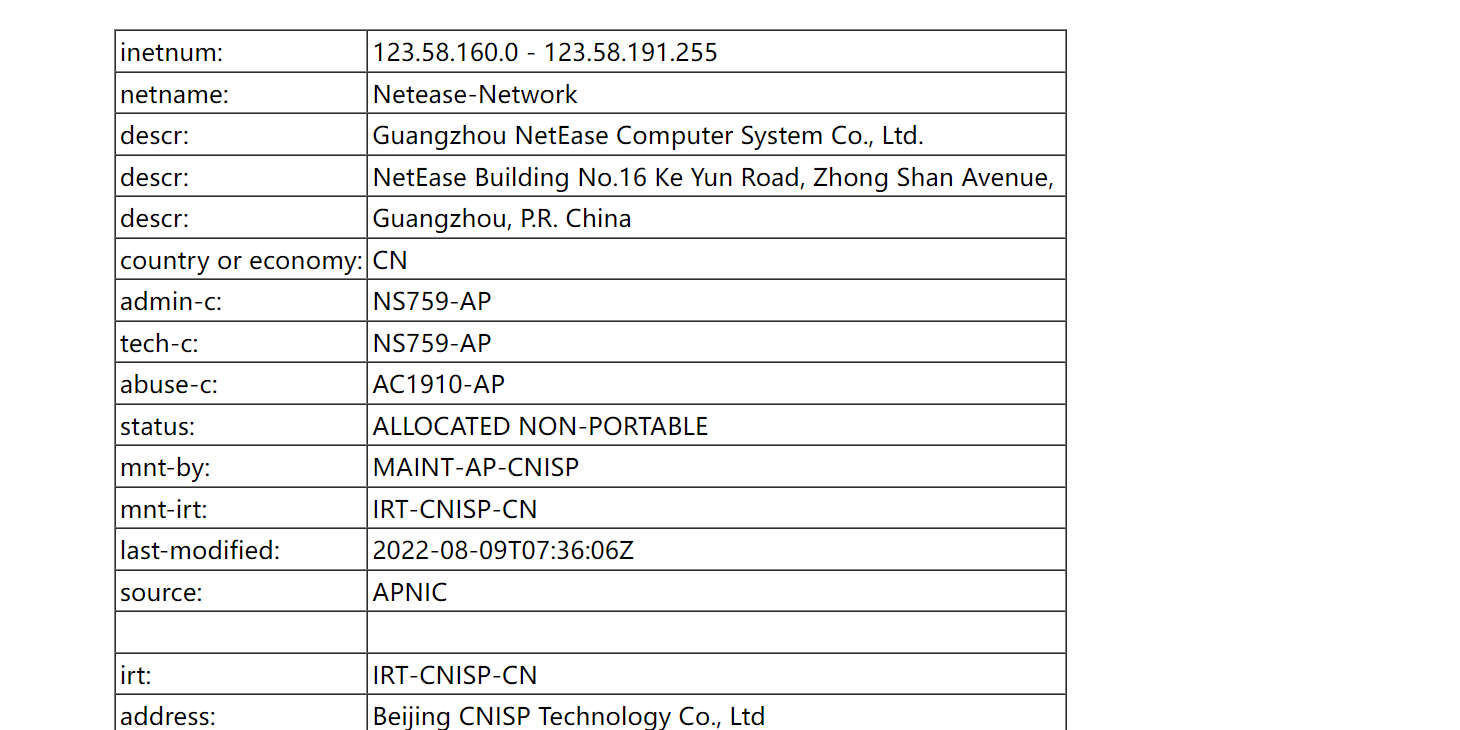 inetnum: 123.58.160.0 - 123.58.191.255
netname: Netease-Network
descr: Guangzhou NetEase Computer System Co., Ltd.
descr: NetEase Building No.16 Ke Yun Road, Zhong Shan Avenue,
descr: Guangzhou, P.R. China
country or economy: CN
admin-c: NS759-AP
tech-c: NS759-AP
abuse-c: AC1910-AP
status: ALLOCATED NON-PORTABLE
mnt-by: MAINT-AP-CNISP
mnt-irt: IRT-CNISP-CN
last-modified: 2022-08-09T07:36:06Z
source: APNIC
irt: IRT-CNISP-CN
address: Beijing CNISP Technology Co., Ltd